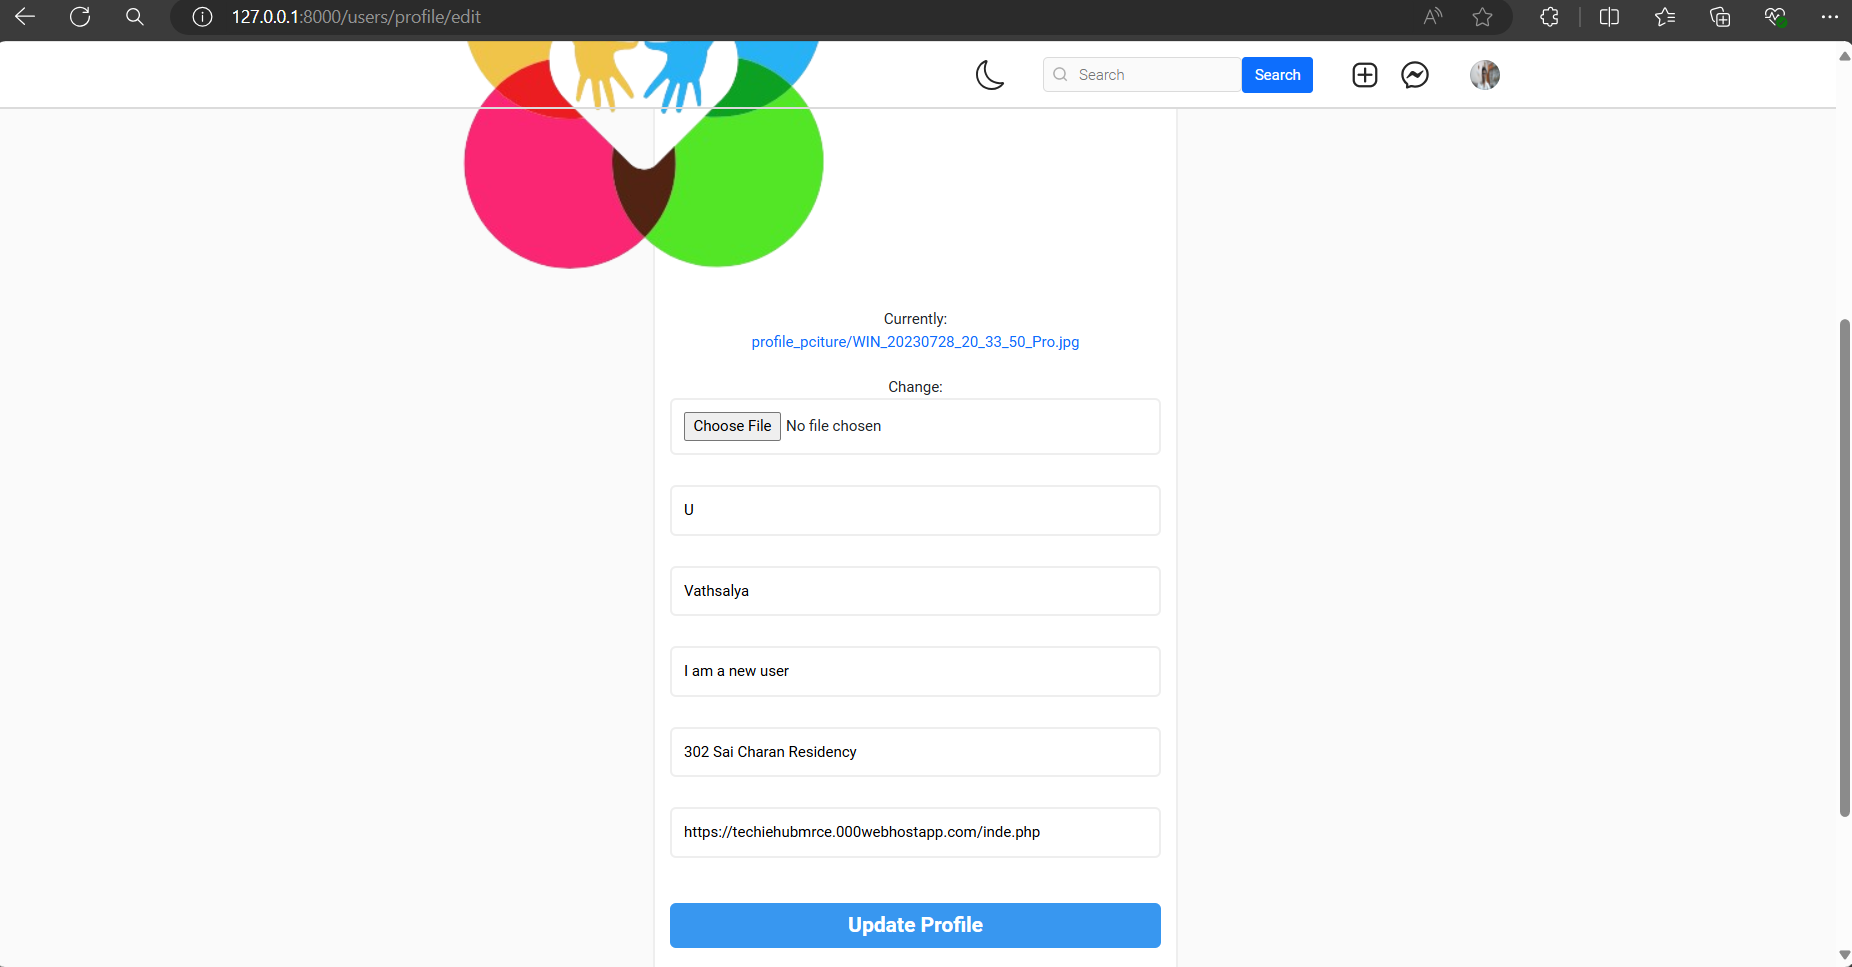 127.0.0.1:8000/users/profile/edit
Search
Search
Currently:
profile_pciture/WIN_20230728_20_33_50_Pro.jpg
Change:
Choose File No file chosen
U
Vathsalya
I am a new user
302 Sai Charan Residency
https://techiehubmrce.000webhostapp.com/inde.php
Update Profile